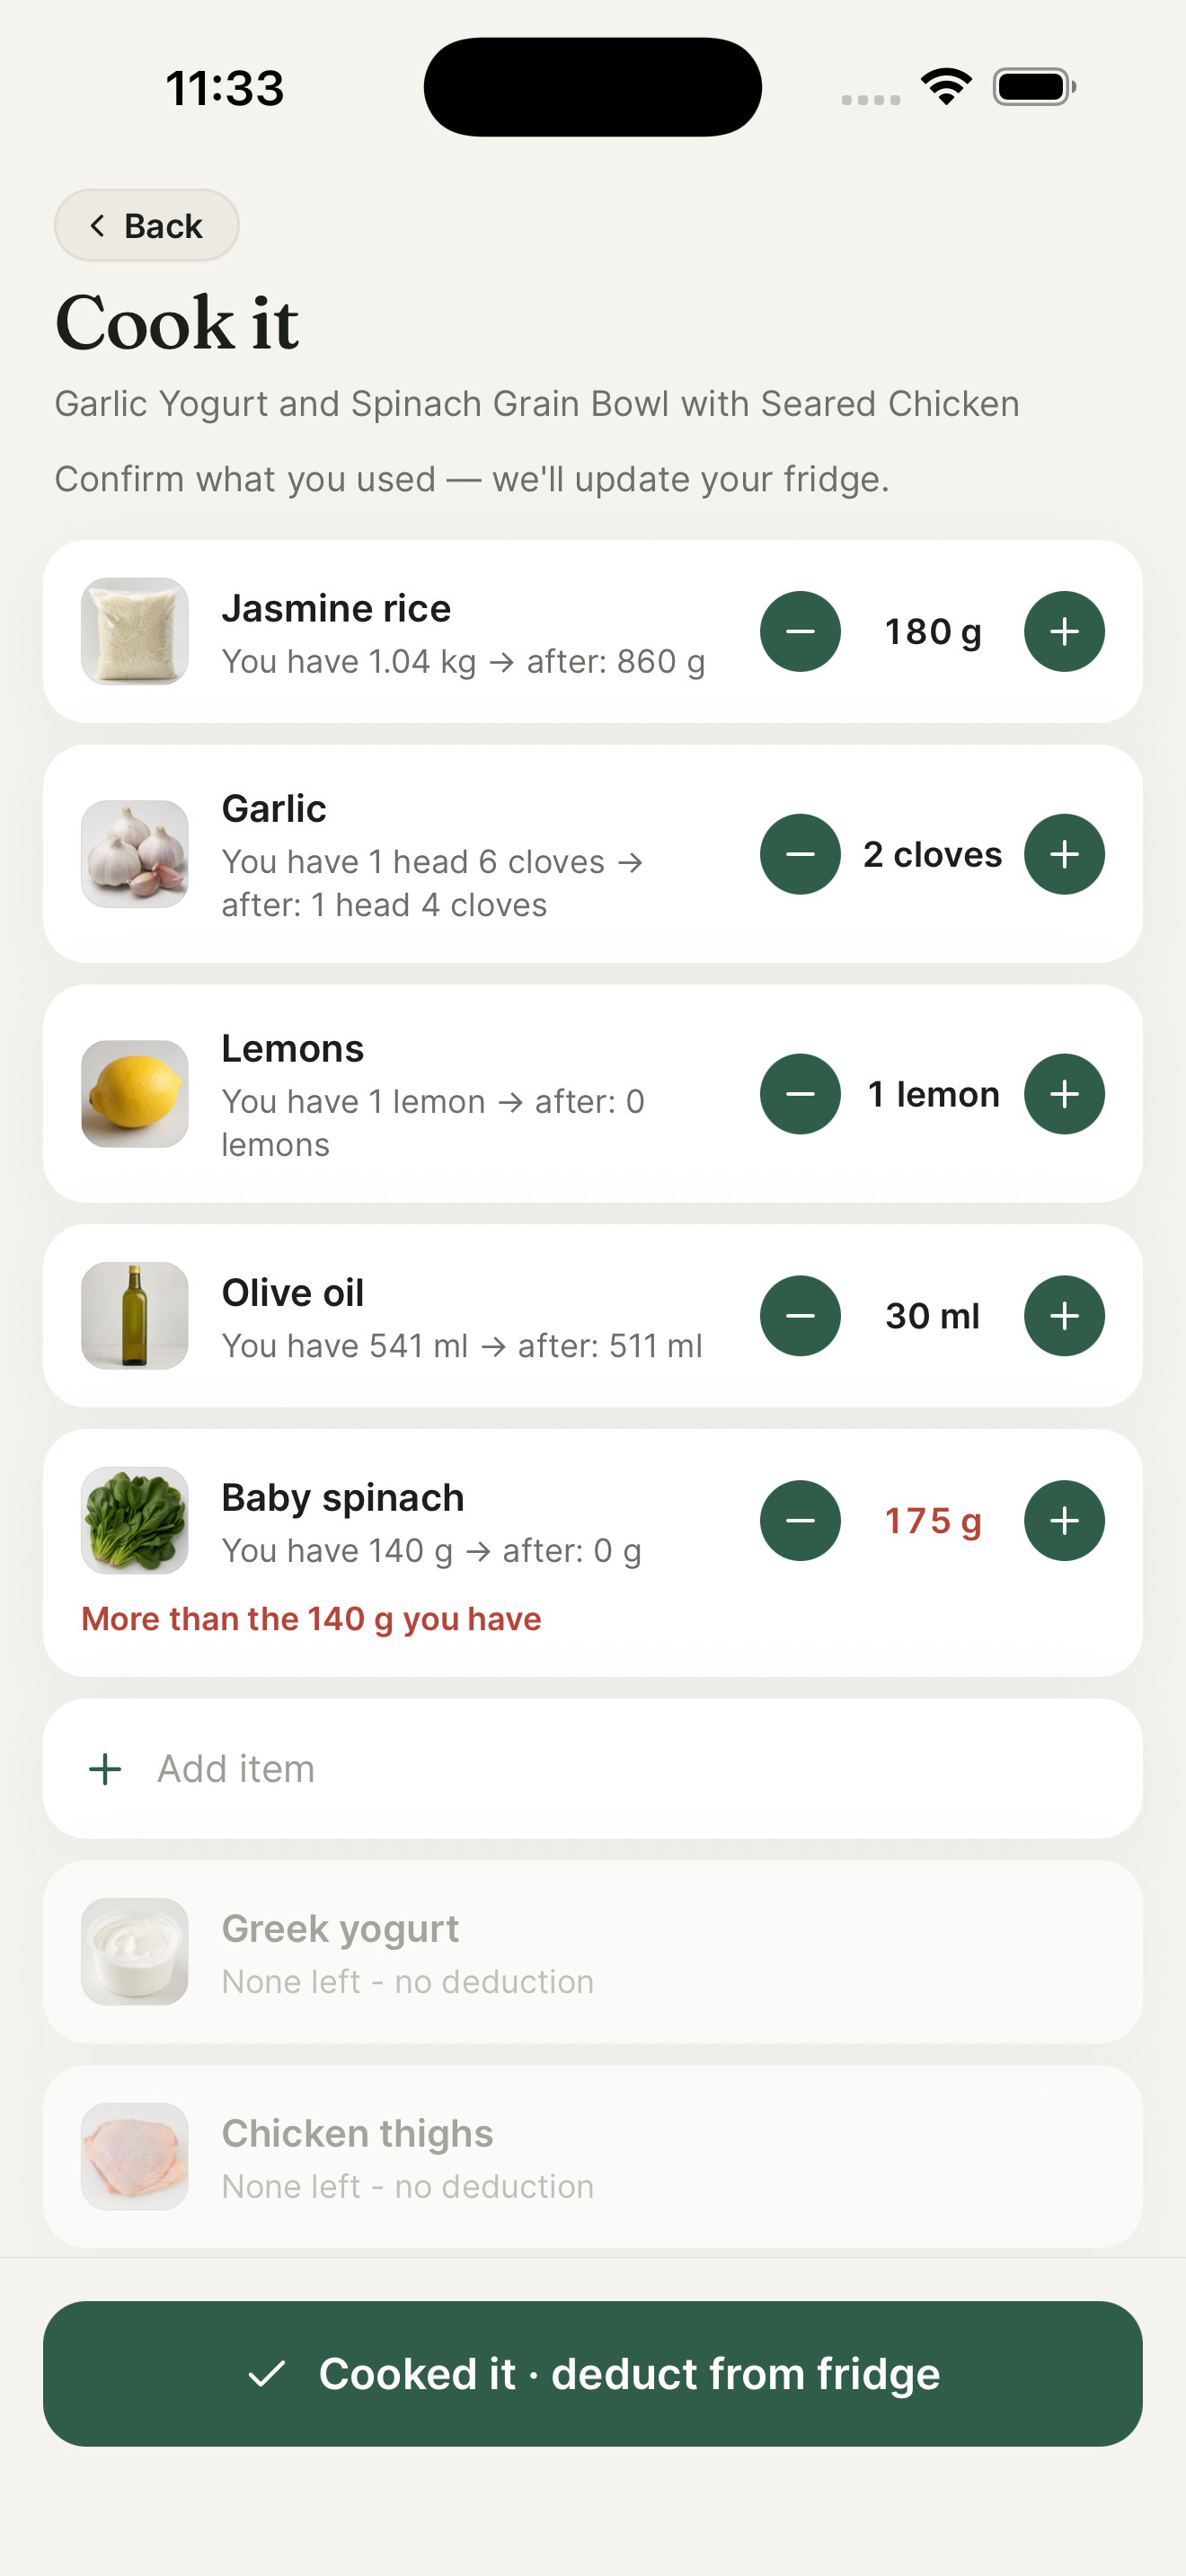 11:33
Back
Cook it
Garlic Yogurt and Spinach Grain Bowl with Seared Chicken
Confirm what you used — we'll update your fridge.
Jasmine rice
You have 1.04 kg → after: 860 g
180 g
Garlic
You have 1 head 6 cloves →
after: 1 head 4 cloves
2 cloves
Lemons
You have 1 lemon → after: 0
lemons
1 lemon
Olive oil
You have 541 ml → after: 511 ml
30 ml
Baby spinach
You have 140 g → after: 0 g
175 g
More than the 140 g you have
Add item
Greek yogurt
None left - no deduction
Chicken thighs
None left - no deduction
Cooked it · deduct from fridge